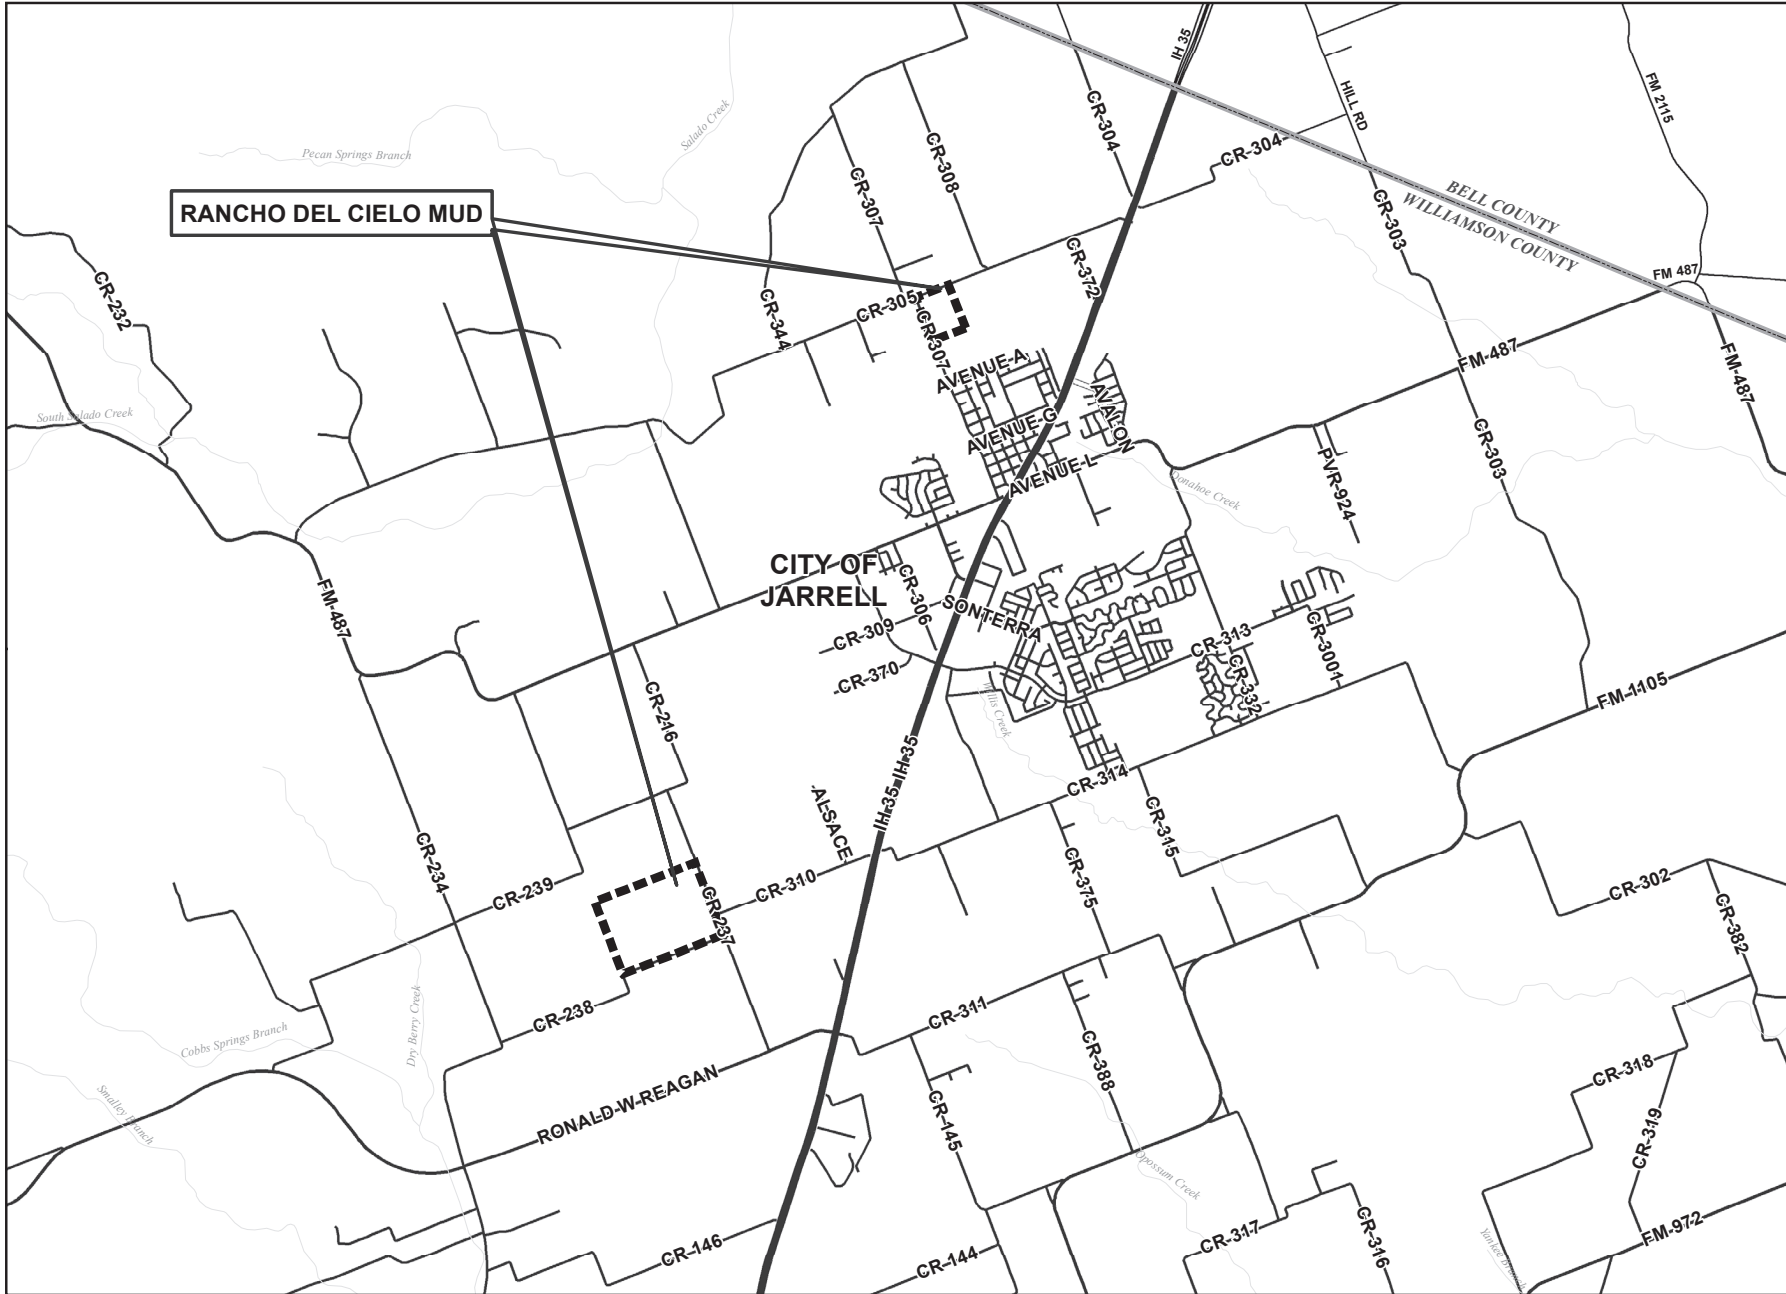 IH 35
HILL RD
FM 2115
CR-304
CR-304
CR-308
CR-307
Salado Creek
Pecan Springs Branch
RANCHO DEL CIELO MUD
BELL COUNTY
WILLIAMSON COUNTY
CR-303
CR-372
FM 487
CR-232
CR-344
CR-305
CR-307
FM-487
FM-487
AVENUE-A
AVALON
AVENUE-G
South Salado Creek
AVENUE-L
CR-303
PVR-924
Donahoe Creek
CITY OF
JARRELL
FM-487
CR-306
SONTERRA
CR-309
CR-370
CR-313
CR-3001
CR-332
Willis Creek
FM-1105
CR-216
IH-35
IH-35
CR-314
ALSACE
CR-315
CR-234
CR-239
CR-310
CR-375
CR-237
CR-302
CR-382
CR-238
CR-311
Cobbs Springs Branch
Dry Berry Creek
CR-388
CR-318
RONALD-W-REAGAN
Smalley Branch
CR-145
CR-319
Opossum Creek
CR-146
CR-144
CR-317
CR-316
FM-972
Yankee Branch